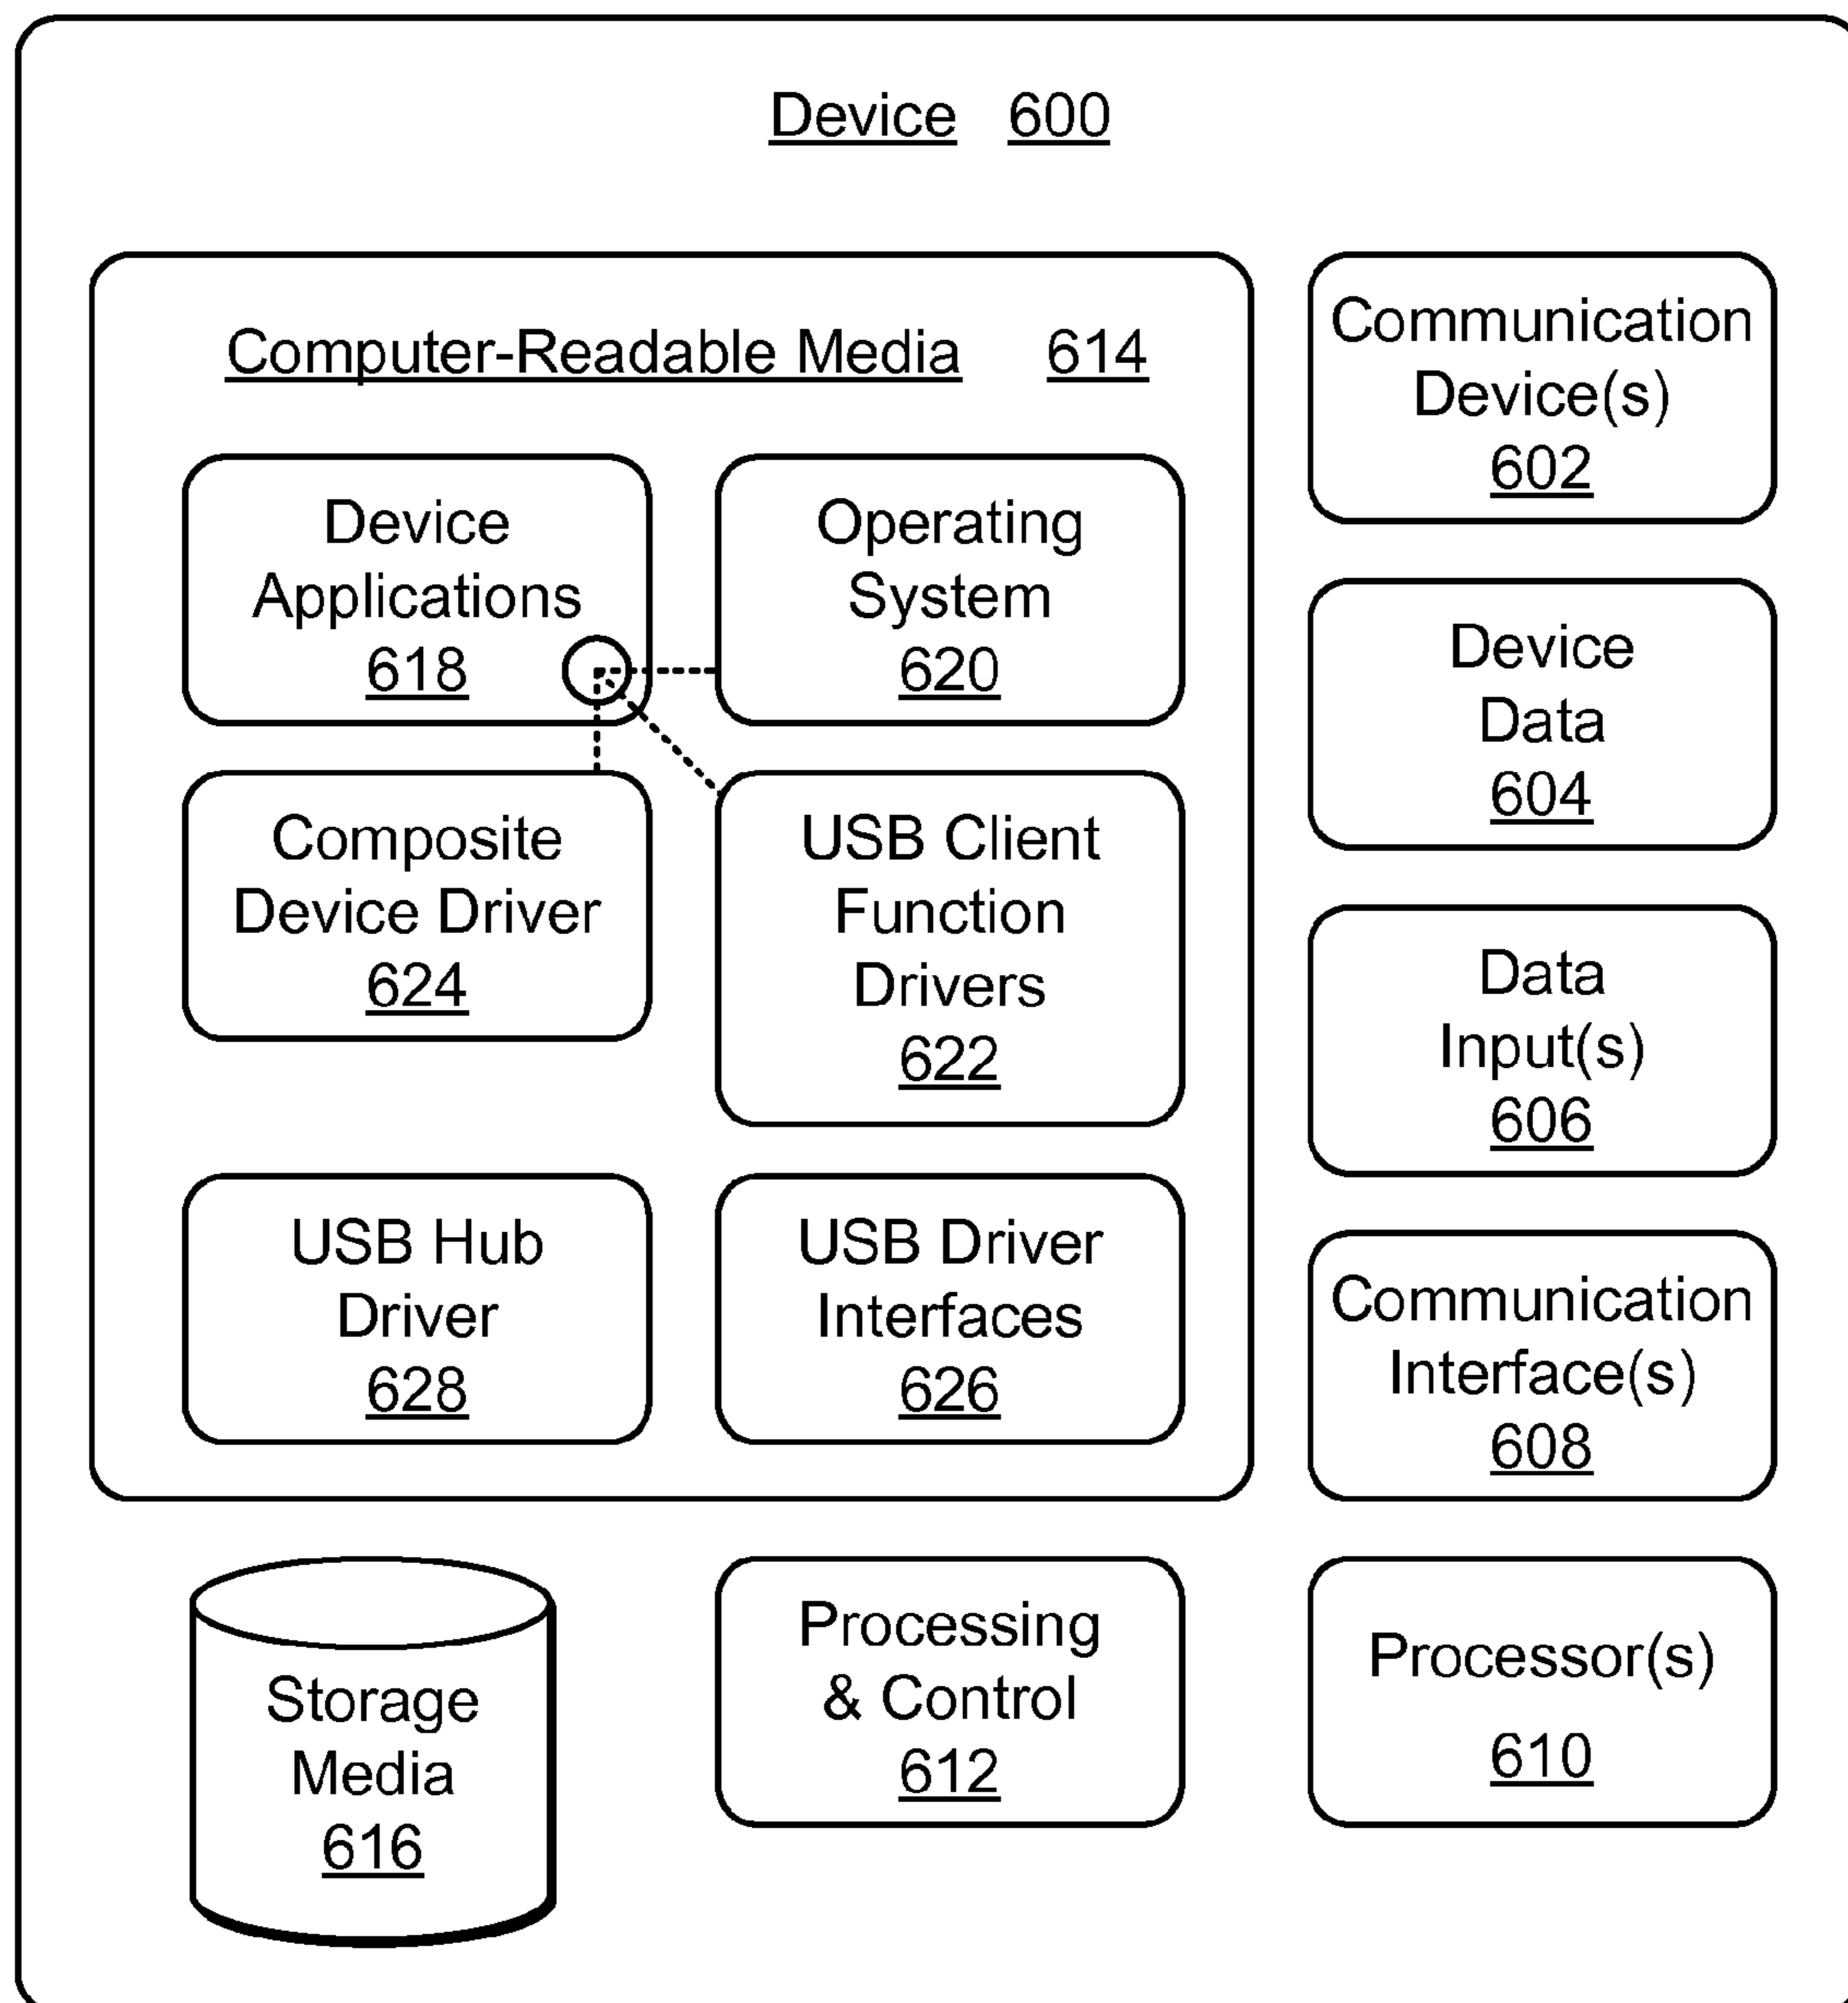 Device 600
Computer-Readable Media 614
Device
Applications
618
Operating
System
620
Composite
Device Driver
624
USB Client
Function
Drivers
622
USB Hub
Driver
628
USB Driver
Interfaces
626
Communication
Device(s)
602
Device
Data
604
Data
Input(s)
606
Communication
Interface(s)
608
Storage
Media
616
Processing
& Control
612
Processor(s)
610